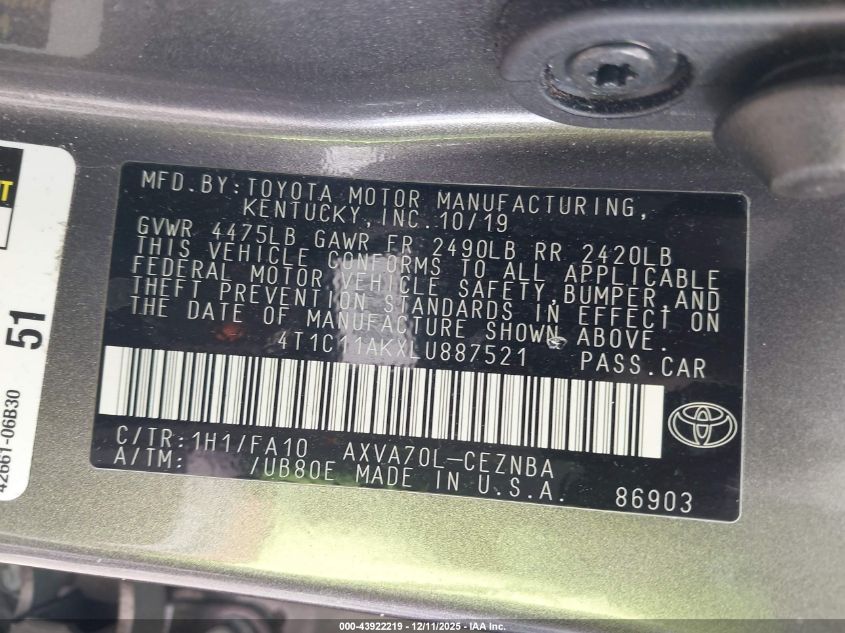 MFD.BY:TOYOTA MOTOR MANUFACTURING,
KENTUCKY,INC.10/19
GVWR 4475LB GAWR FR 2490LB RR 2420LB
THIS VEHICLE CONFORMS TO ALL APPLICABLE
FEDERAL MOTOR VEHICLE SAFETY,BUMPER,AND
THEFT PREVENTION STANDARDS IN EFFECT ON
THE DATE OF MANUFACTURE SHOWN ABOVE.
4T1C11AKXLU887521 PASS.CAR
C/TR:1H1/FA10 AXVA70L-CEZNBA
A/TM: /UB80E MADE IN U.S.A. 86903
51
42661-06B30
000-43922219 - 12/11/2025 - IAAI Copyright